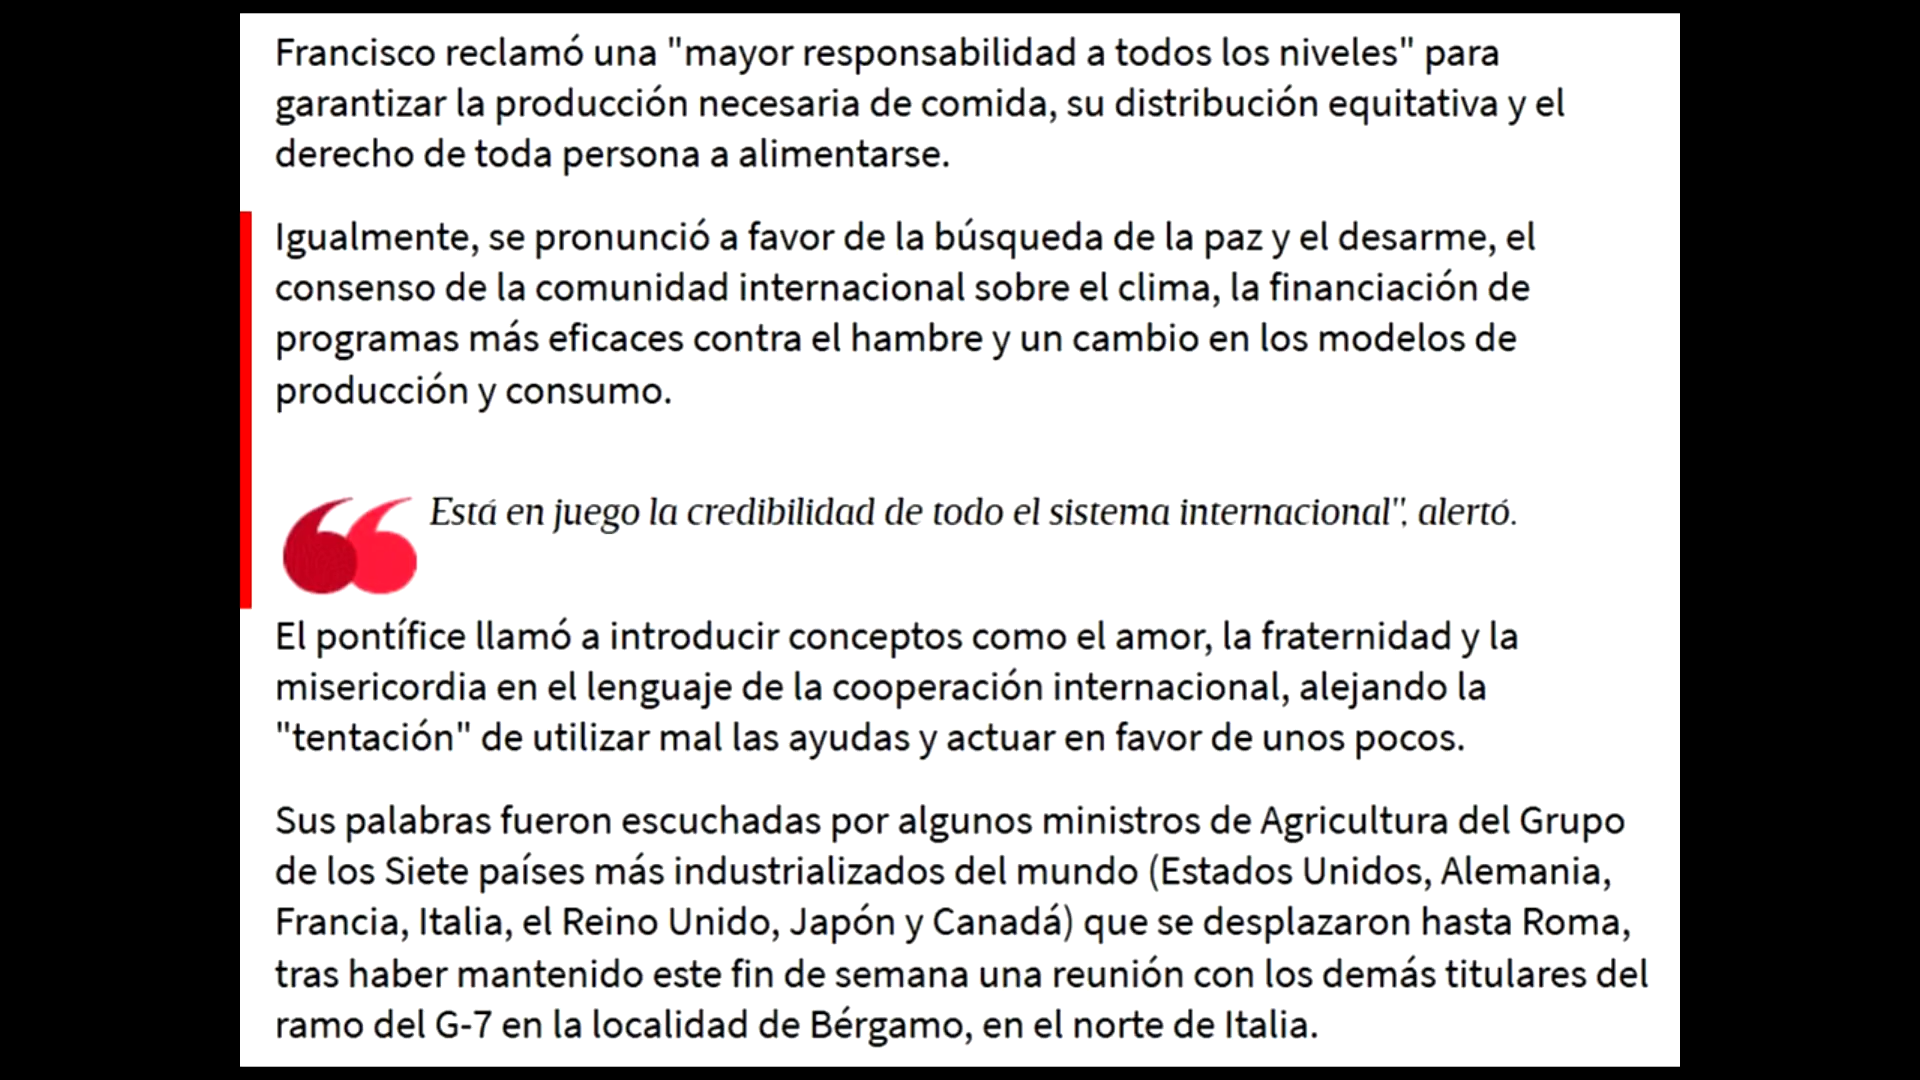 Francisco reclamó una "mayor responsabilidad a todos los niveles" para
garantizar la producción necesaria de comida, su distribución equitativa y el
derecho de toda persona a alimentarse.
Igualmente, se pronunció a favor de la búsqueda de la paz y el desarme, el
consenso de la comunidad internacional sobre el clima, la financiación de
programas más eficaces contra el hambre y un cambio en los modelos de
producción y consumo.
Está en juego la credibilidad de todo el sistema internacional", alertó.
El pontífice llamó a introducir conceptos como el amor, la fraternidad y la
misericordia en el lenguaje de la cooperación internacional, alejando la
"tentación" de utilizar mal las ayudas y actuar en favor de unos pocos.
Sus palabras fueron escuchadas por algunos ministros de Agricultura del Grupo
de los Siete países más industrializados del mundo (Estados Unidos, Alemania,
Francia, Italia, el Reino Unido, Japón y Canadá) que se desplazaron hasta Roma,
tras haber mantenido este fin de semana una reunión con los demás titulares del
ramo del G-7 en la localidad de Bérgamo, en el norte de Italia.